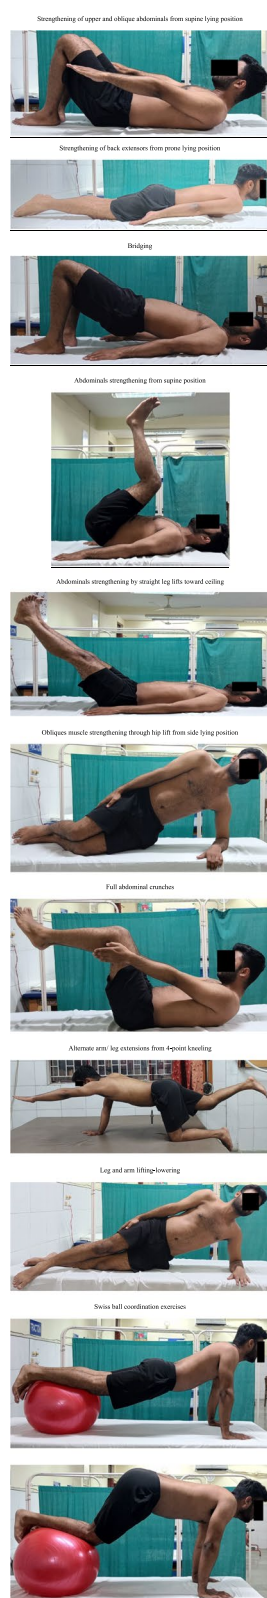 Strengthening of upper and oblique abdominals from supine lying position
Strengthening of back extensors from prone lying position
Bridging
Abdominals strengthening from supine position
Abdominals strengthening by straight leg lifts toward ceiling
Obliques muscle strengthening through hip lift from side lying position
Full abdominal crunches
Alternate arm/ leg extensions from 4-point kneeling
Leg and arm lifting-lowering
Swiss ball coordination exercises